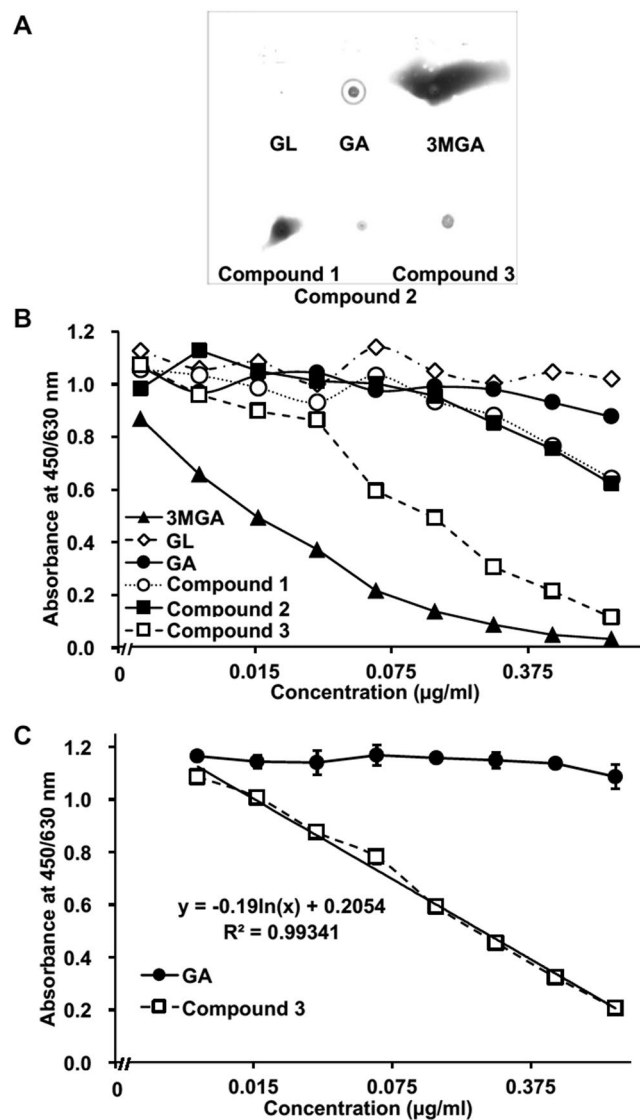 A
GL GA 3MGA
Compound 1 Compound 3
Compound 2
B
Absorbance at 450/630 nm
1.2
1.0
0.8
0.6
0.4
0.2
0.0
3MGA
GL
GA
Compound 1
Compound 2
Compound 3
0 0.015 0.075 0.375
Concentration (µg/ml)
C
Absorbance at 450/630 nm
1.2
1.0
0.8
0.6
0.4
0.2
0.0
y = -0.19ln(x) + 0.2054
R² = 0.99341
GA
Compound 3
0 0.015 0.075 0.375
Concentration (µg/ml)